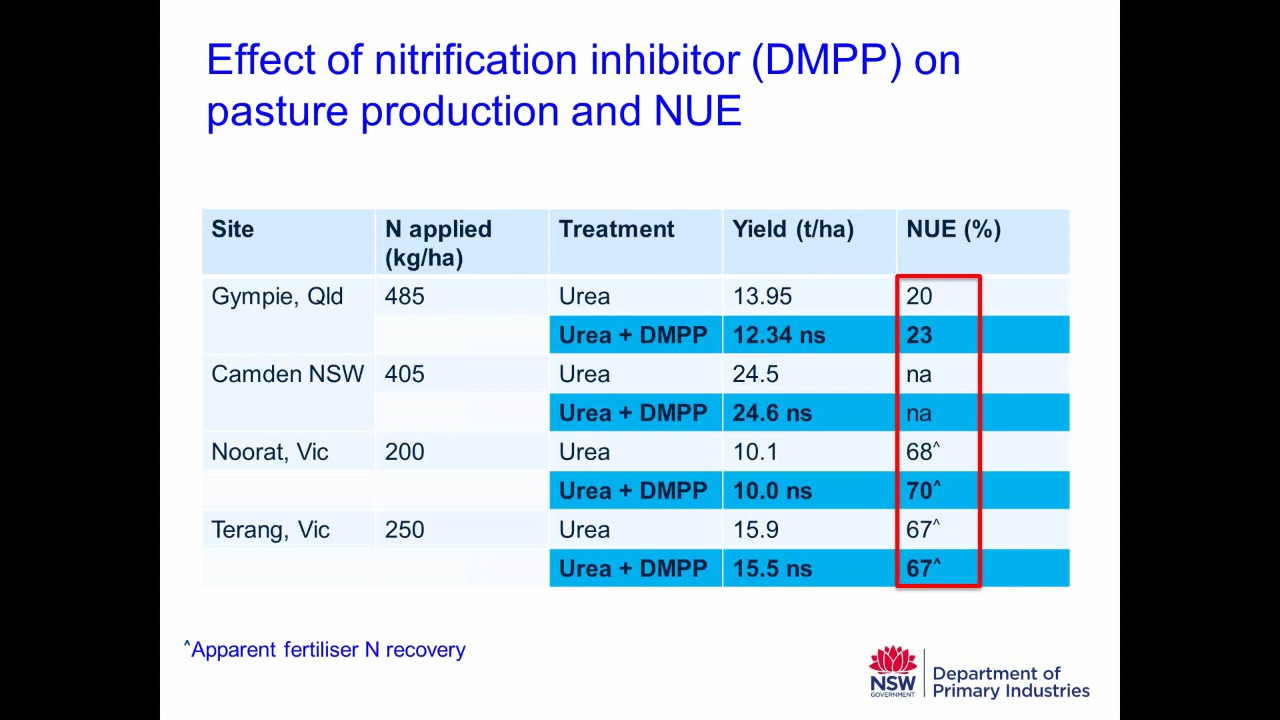 Effect of nitrification inhibitor (DMPP) on
pasture production and NUE
Site N applied (kg/ha) Treatment Yield (t/ha) NUE (%)
Gympie, Qld 485 Urea 13.95 20
Urea + DMPP 12.34 ns 23
Camden NSW 405 Urea 24.5 na
Urea + DMPP 24.6 ns na
Noorat, Vic 200 Urea 10.1 68^
Urea + DMPP 10.0 ns 70^
Terang, Vic 250 Urea 15.9 67^
Urea + DMPP 15.5 ns 67^
^Apparent fertiliser N recovery
NSW
GOVERNMENT
Department of
Primary Industries